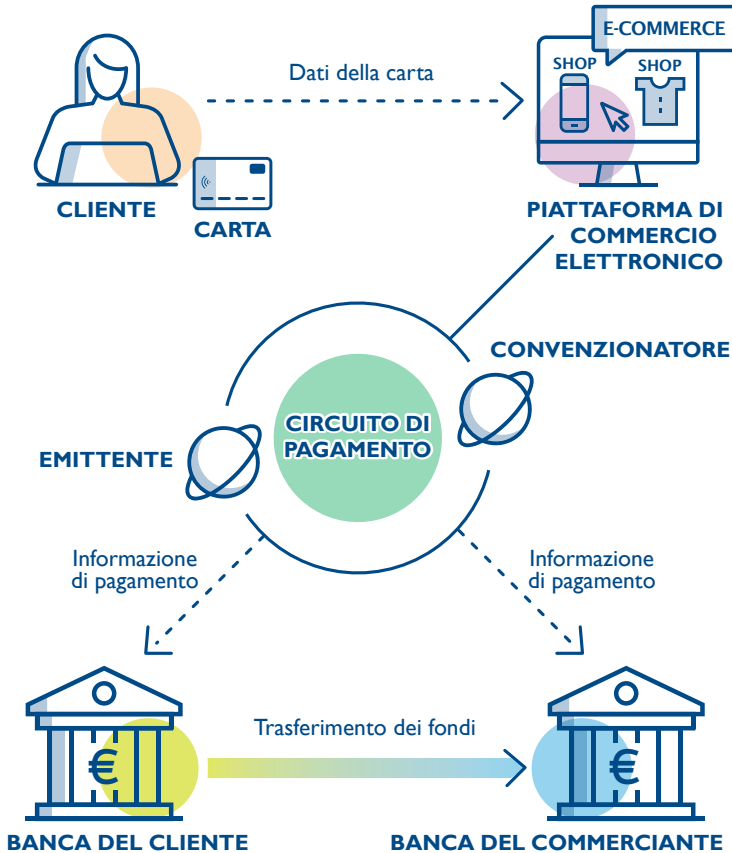 E-COMMERCE
SHOP
SHOP
Dati della carta
CLIENTE
CARTA
PIATTAFORMA DI
COMMERCIO
ELETTRONICO
CONVENZIONATORE
CIRCUITO DI
PAGAMENTO
EMITTENTE
Informazione
di pagamento
Informazione
di pagamento
Trasferimento dei fondi
€
€
BANCA DEL CLIENTE
BANCA DEL COMMERCIANTE